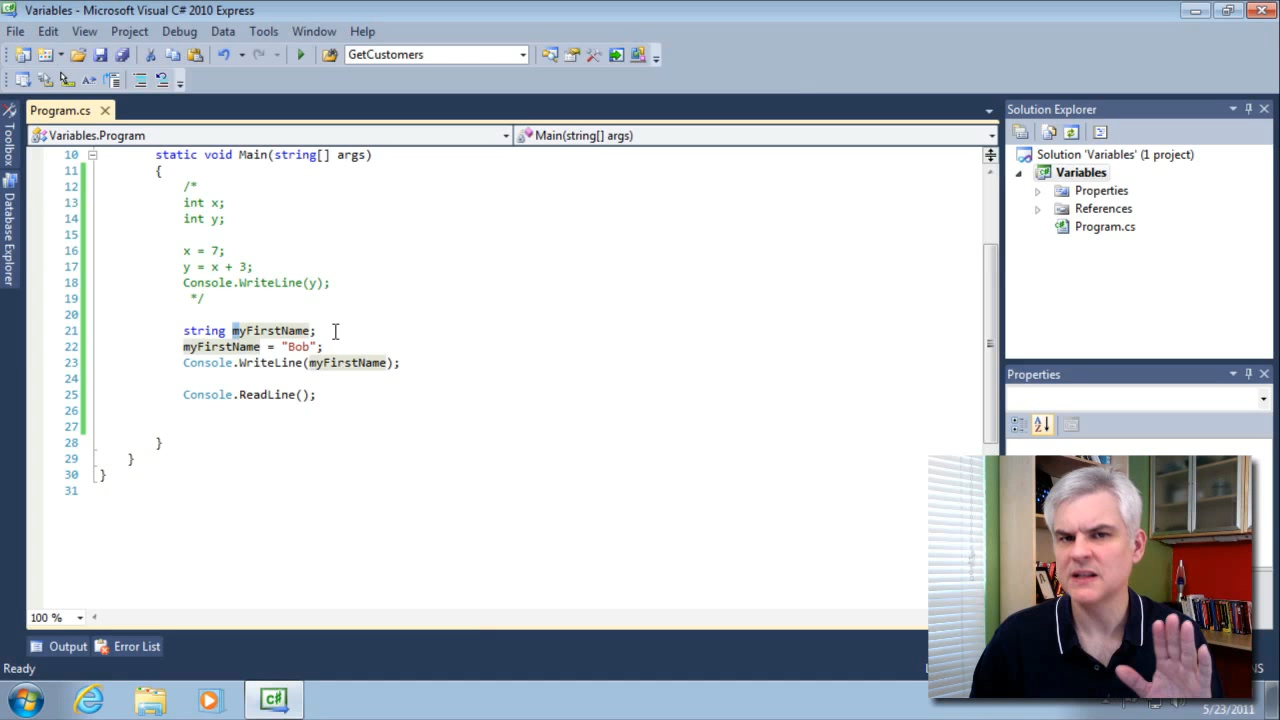 Variables - Microsoft Visual C# 2010 Express
File Edit View Project Debug Data Tools Window Help
GetCustomers
Program.cs
Solution Explorer
Variables.Program
Main(string[] args)
Toolbox
Database Explorer
Solution 'Variables' (1 project)
Variables
Properties
References
Program.cs
10 static void Main(string[] args)
11 {
12 /*
13 int x;
14 int y;
15
16 x = 7;
17 y = x + 3;
18 Console.WriteLine(y);
19 */
20
21 string myFirstName;
22 myFirstName = "Bob";
23 Console.WriteLine(myFirstName);
24
25 Console.ReadLine();
26
27
28 }
29 }
30 }
31
Properties
100 %
Output Error List
Ready
5/23/2011